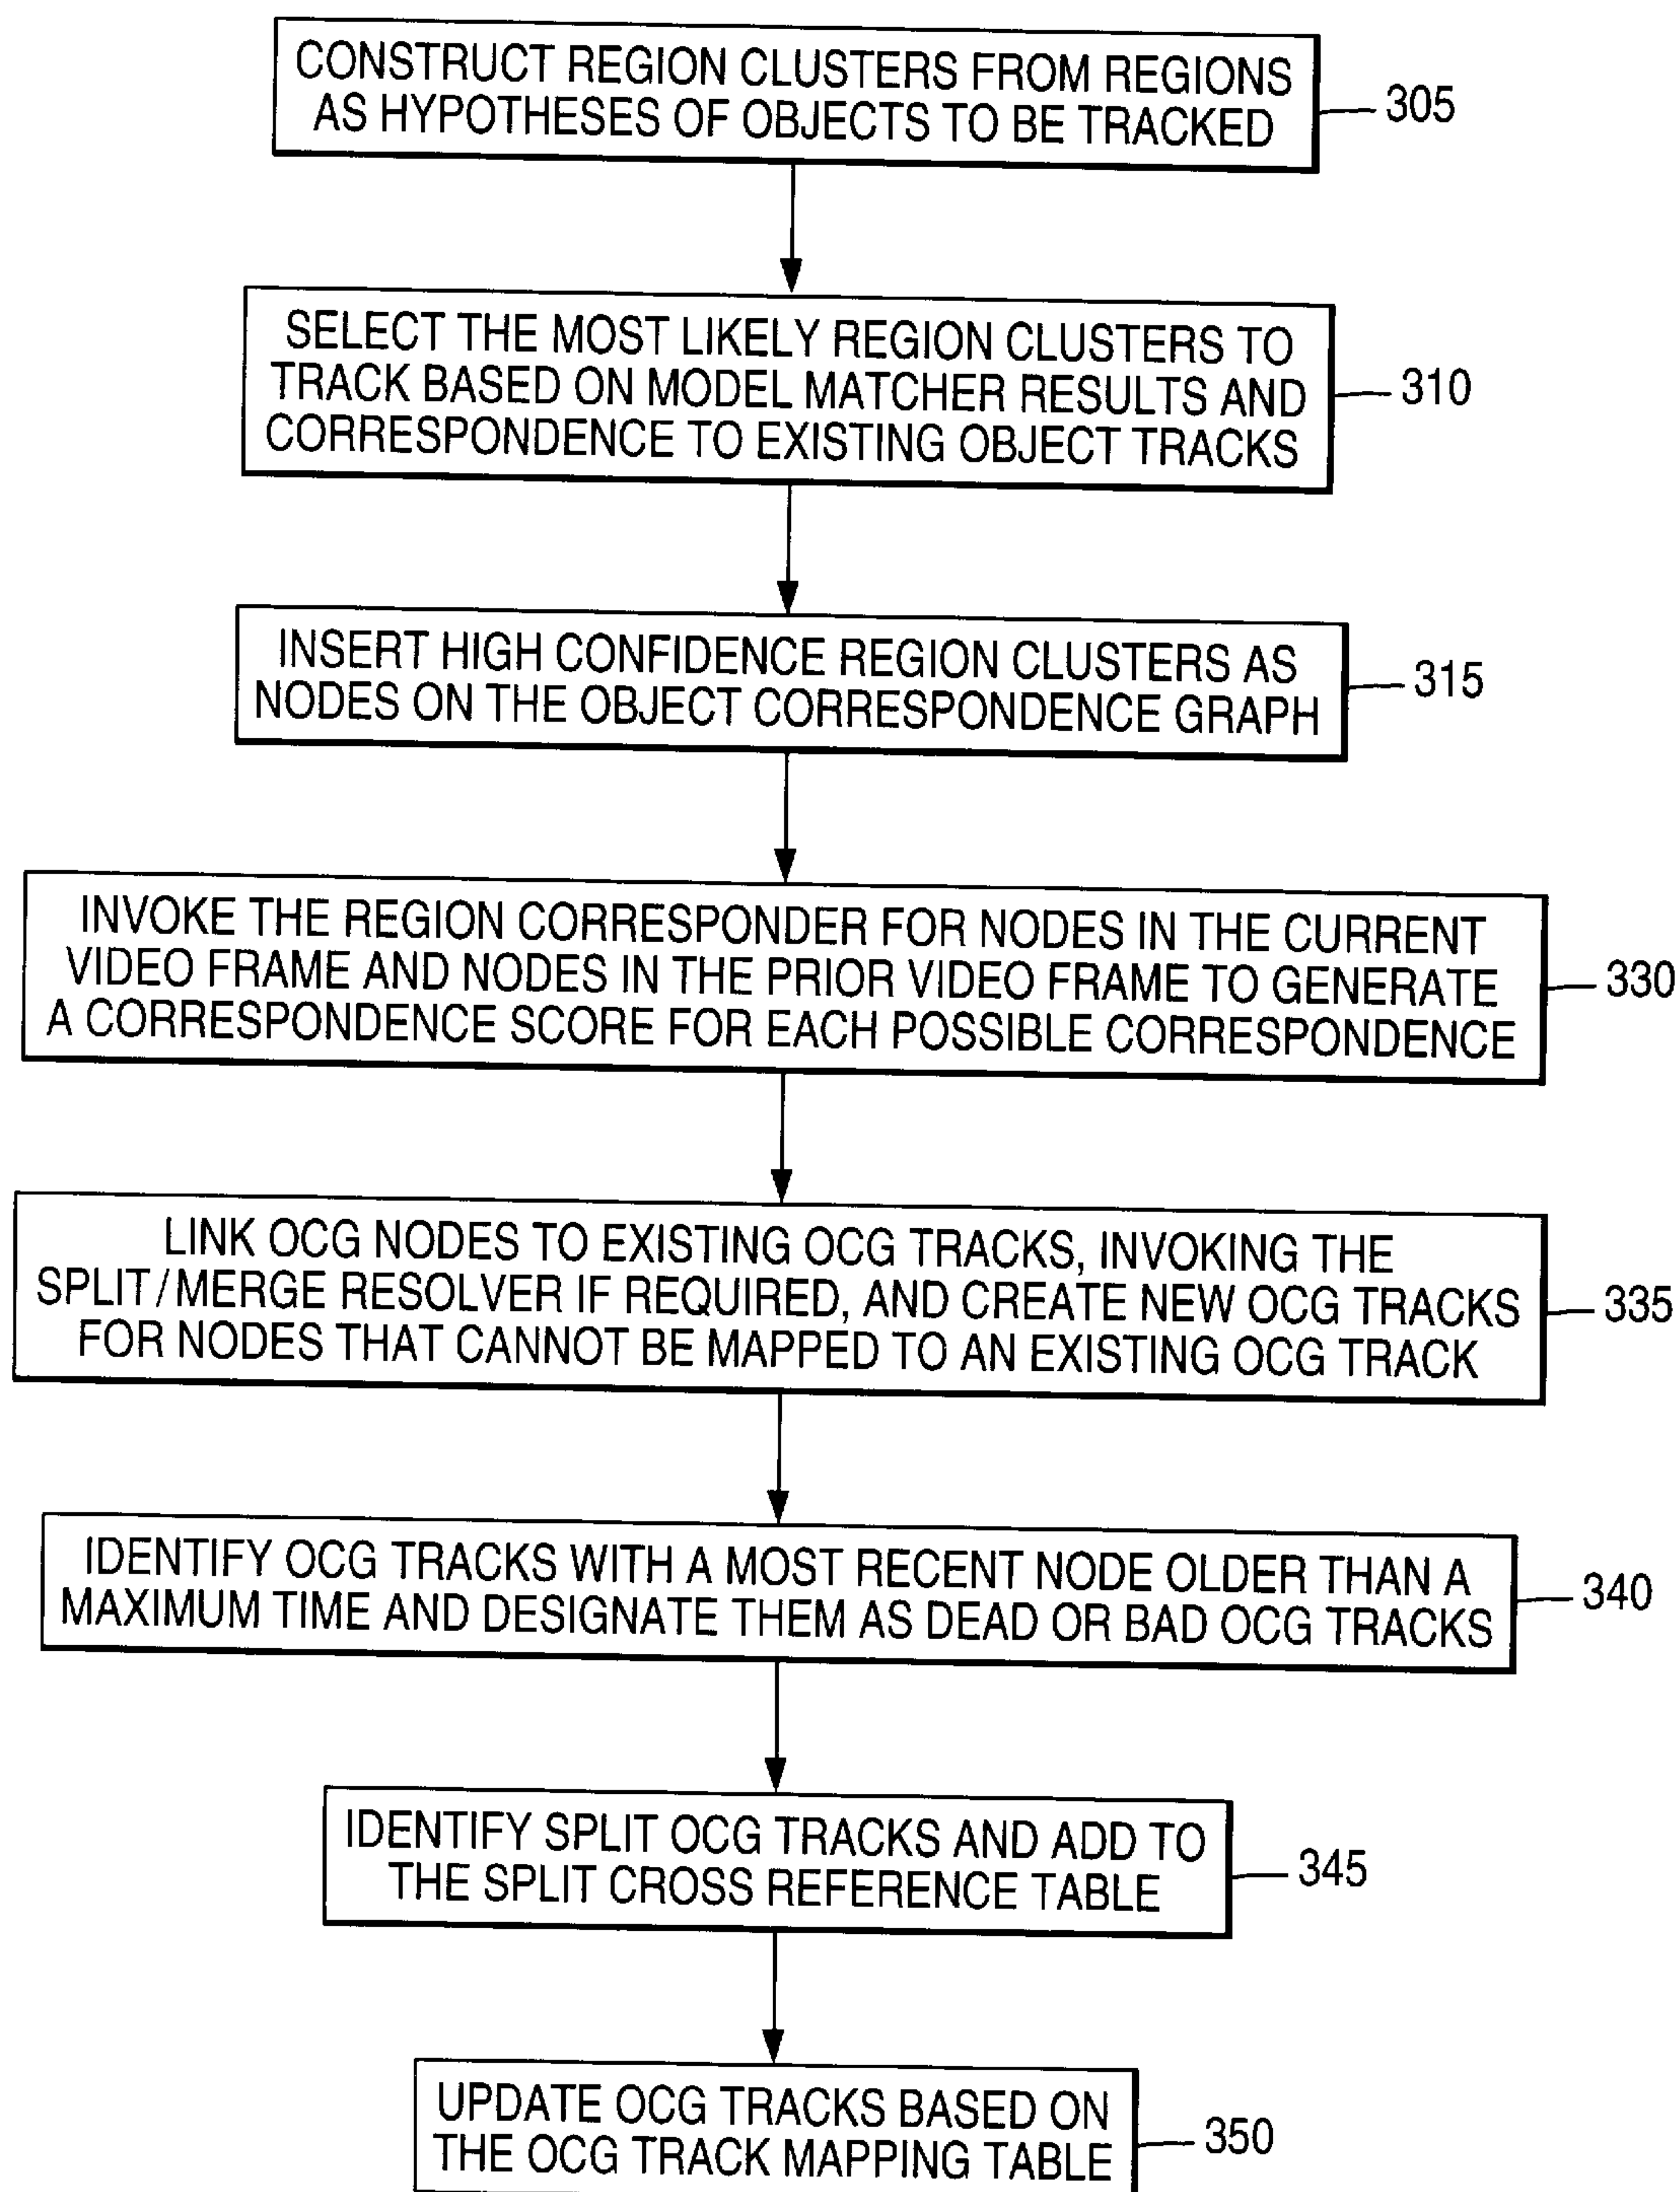 CONSTRUCT REGION CLUSTERS FROM REGIONS
AS HYPOTHESES OF OBJECTS TO BE TRACKED
305
SELECT THE MOST LIKELY REGION CLUSTERS TO
TRACK BASED ON MODEL MATCHER RESULTS AND
CORRESPONDENCE TO EXISTING OBJECT TRACKS
310
INSERT HIGH CONFIDENCE REGION CLUSTERS AS
NODES ON THE OBJECT CORRESPONDENCE GRAPH
315
INVOKE THE REGION CORRESPONDER FOR NODES IN THE CURRENT
VIDEO FRAME AND NODES IN THE PRIOR VIDEO FRAME TO GENERATE
A CORRESPONDENCE SCORE FOR EACH POSSIBLE CORRESPONDENCE
330
LINK OCG NODES TO EXISTING OCG TRACKS, INVOKING THE
SPLIT/MERGE RESOLVER IF REQUIRED, AND CREATE NEW OCG TRACKS
FOR NODES THAT CANNOT BE MAPPED TO AN EXISTING OCG TRACK
335
IDENTIFY OCG TRACKS WITH A MOST RECENT NODE OLDER THAN A
MAXIMUM TIME AND DESIGNATE THEM AS DEAD OR BAD OCG TRACKS
340
IDENTIFY SPLIT OCG TRACKS AND ADD TO
THE SPLIT CROSS REFERENCE TABLE
345
UPDATE OCG TRACKS BASED ON
THE OCG TRACK MAPPING TABLE
350